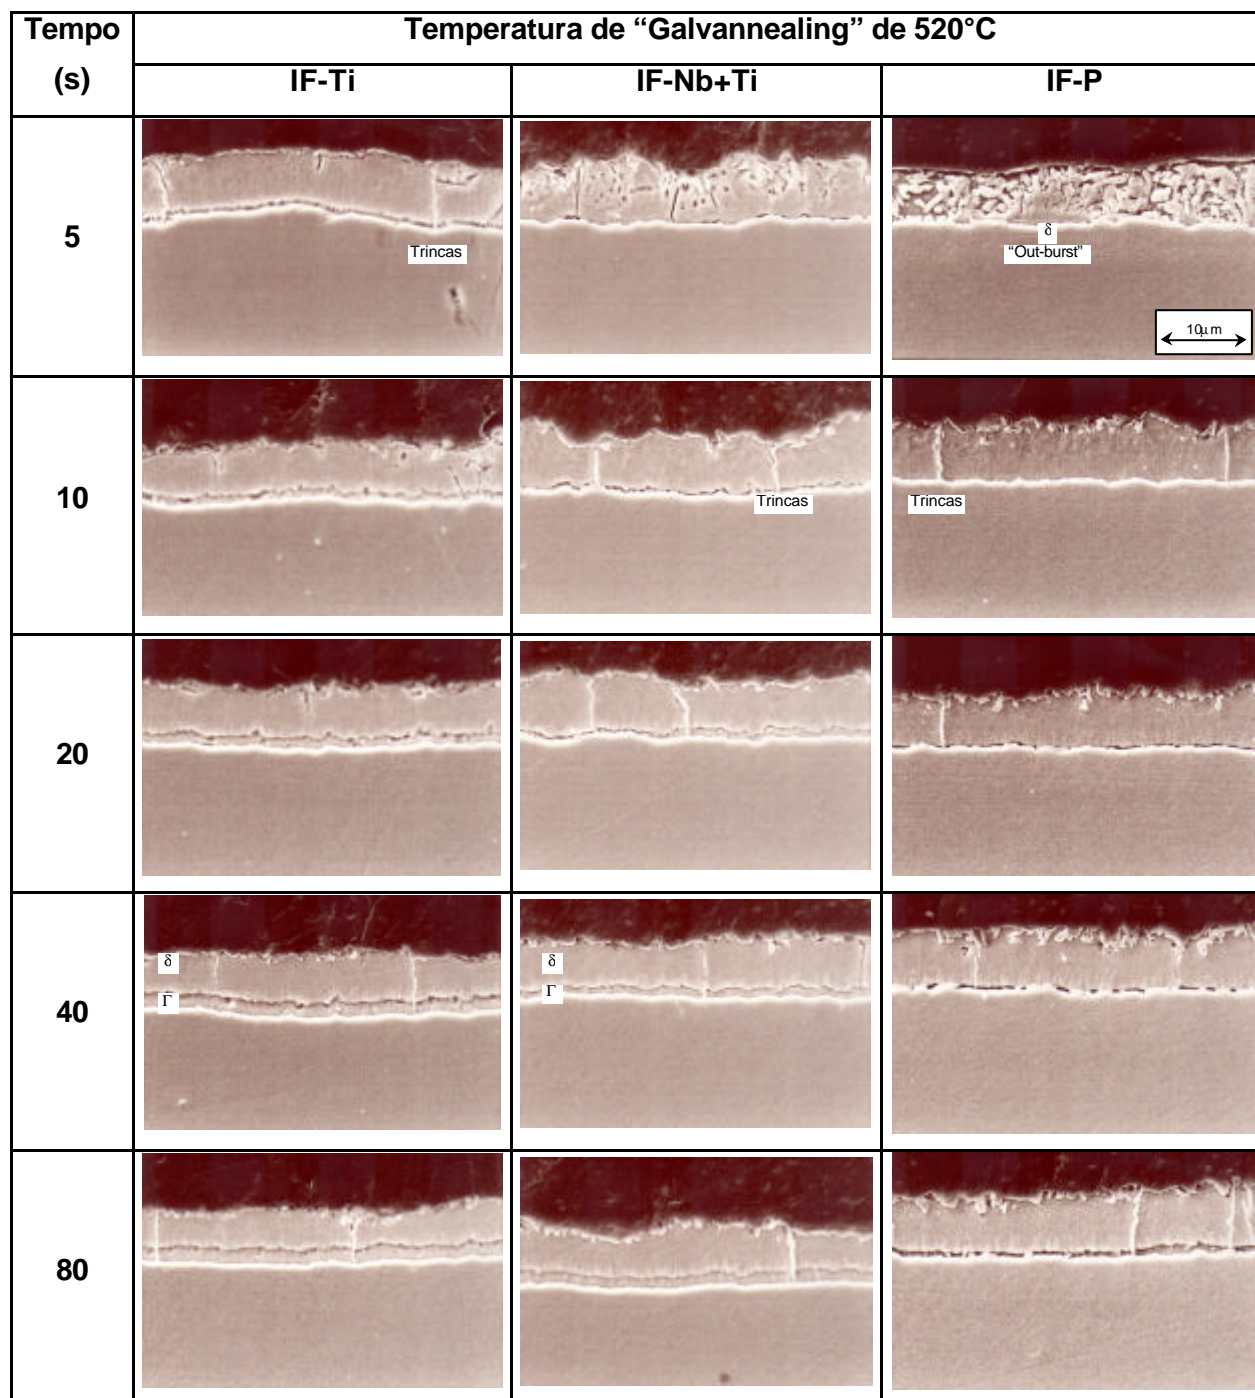 Tempo
(s)
Temperatura de “Galvannealing” de 520°C
IF-Ti
IF-Nb+Ti
IF-P
5
Trincas
δ
“Out-burst”
10μm
10
Trincas
Trincas
20
40
δ
Γ
δ
Γ
80